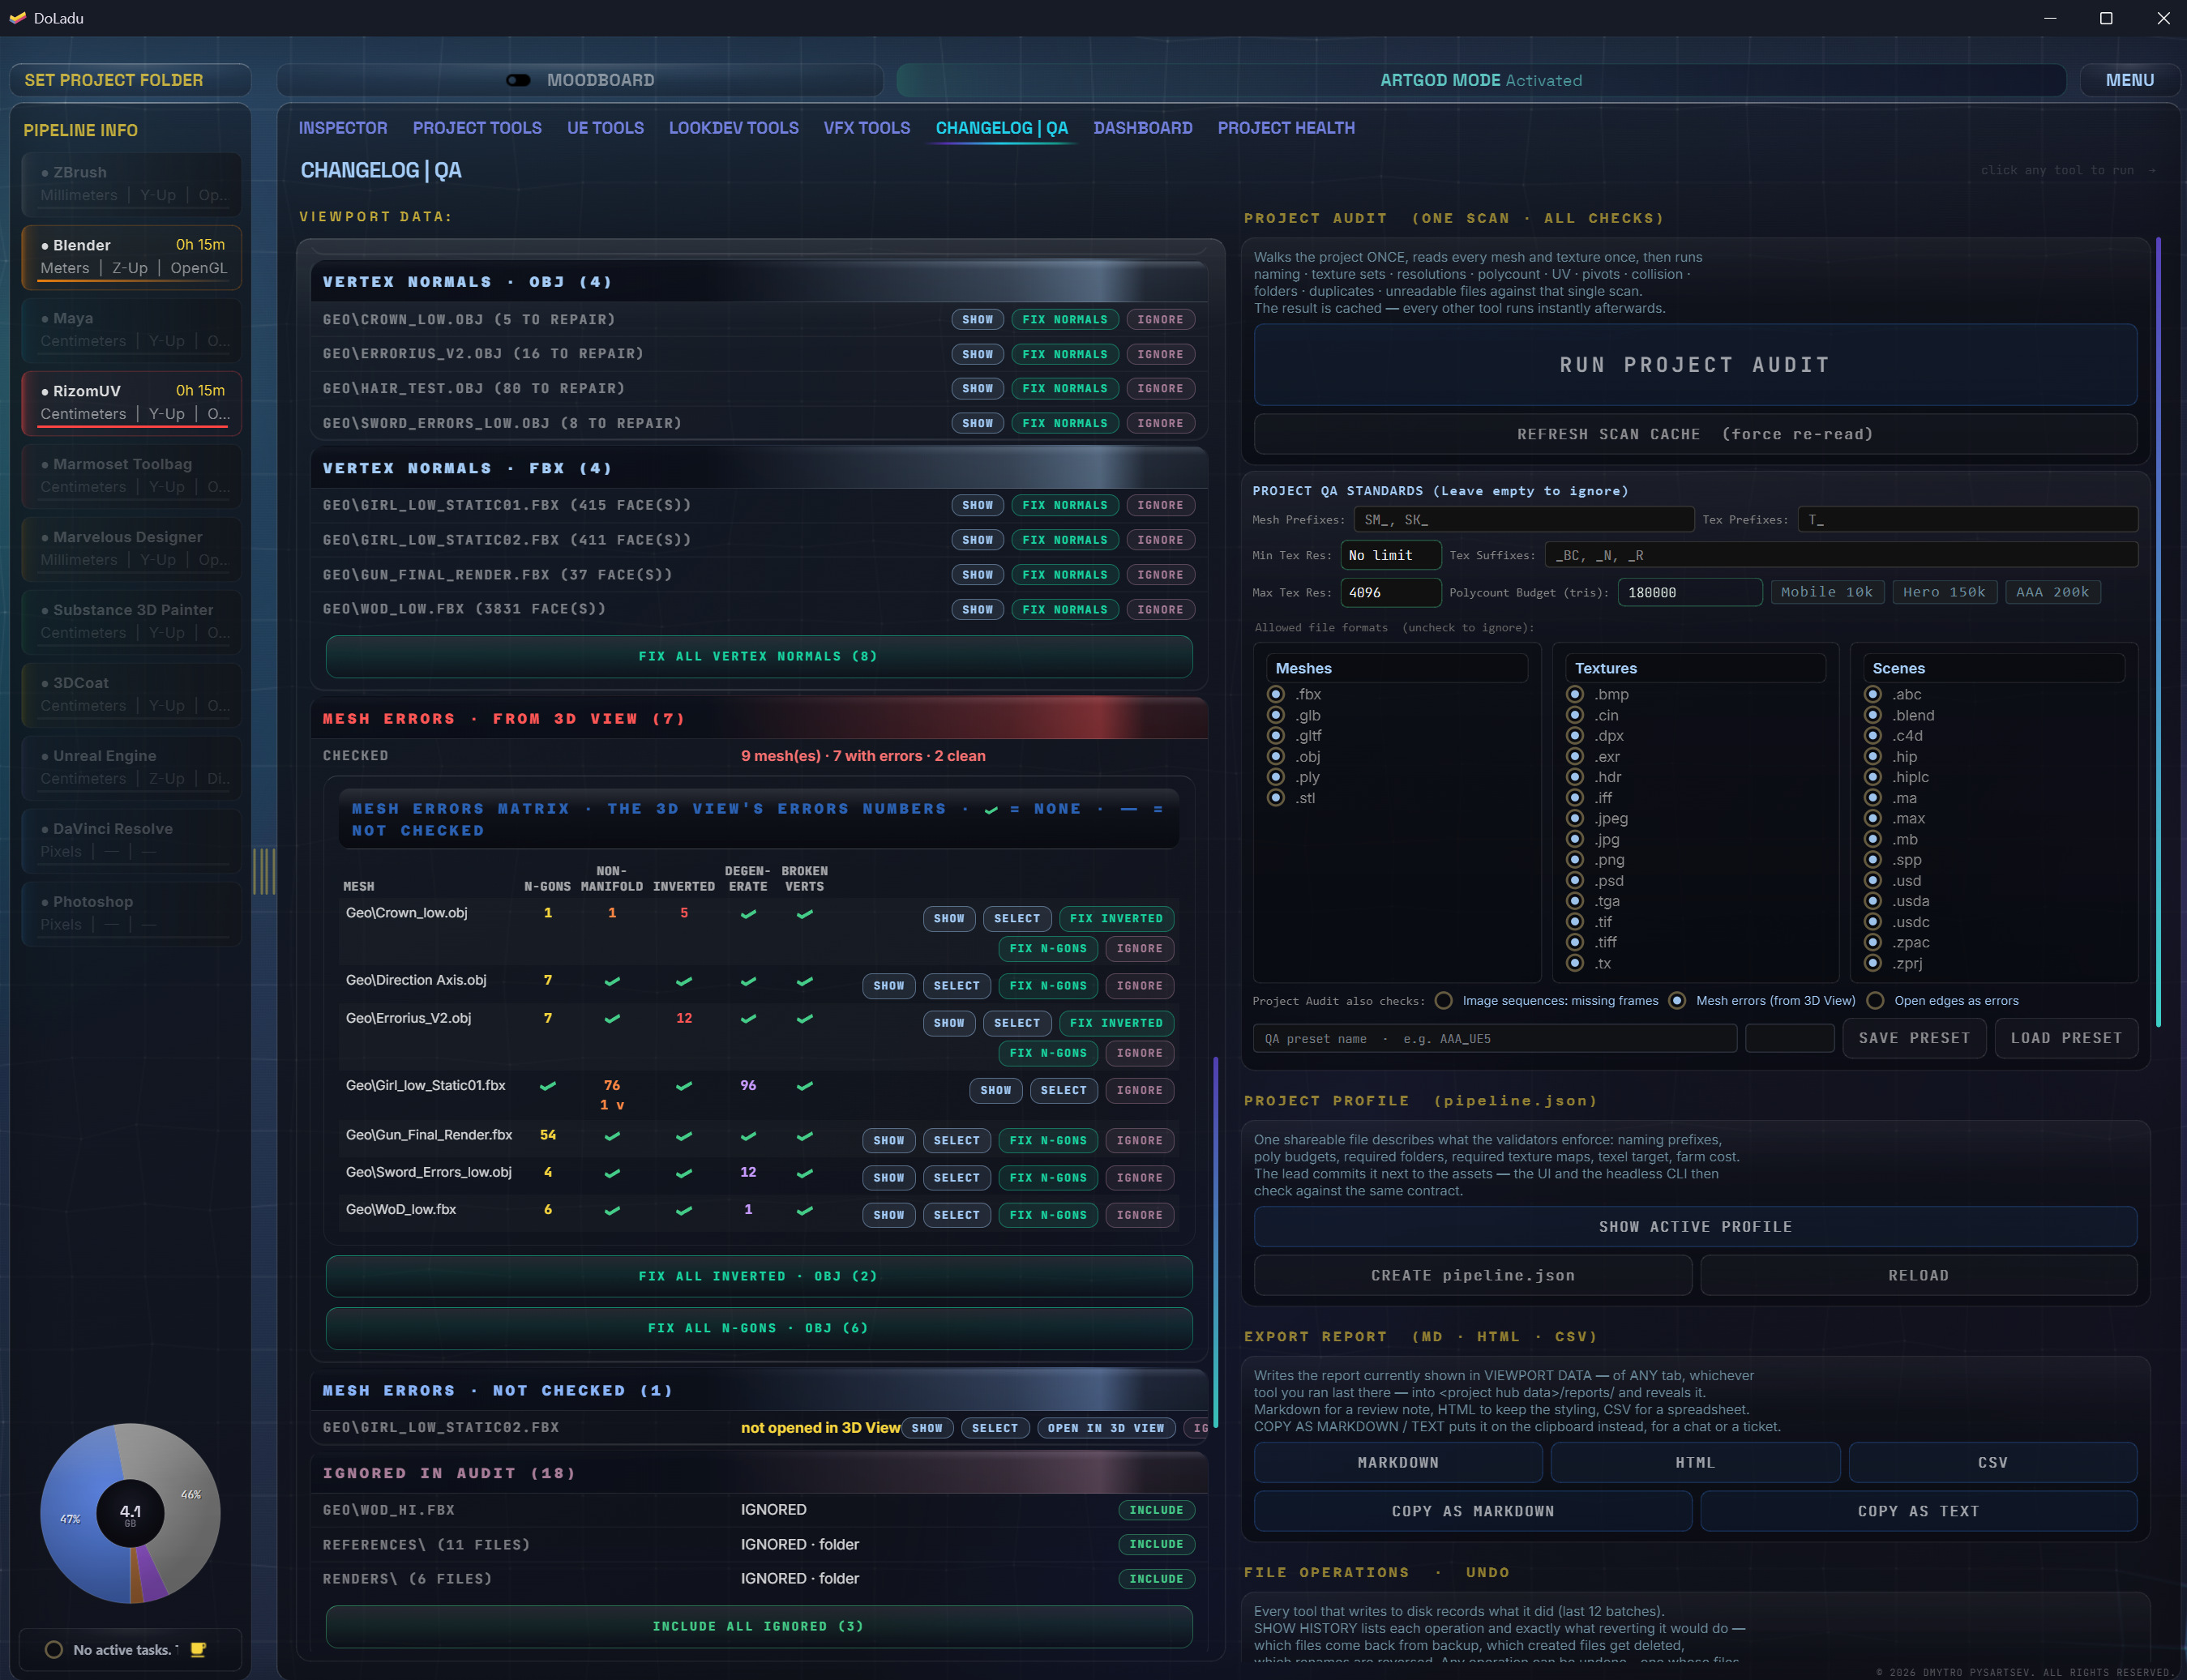 DoLadu
SET PROJECT FOLDER
MOODBOARD
ARTGOD MODE Activated
MENU
PIPELINE INFO
● ZBrush
Millimeters | Y-Up | Op...
● Blender 0h 15m
Meters | Z-Up | OpenGL
● Maya
Centimeters | Y-Up | O...
● RizomUV 0h 15m
Centimeters | Y-Up | O...
● Marmoset Toolbag
Centimeters | Y-Up | O...
● Marvelous Designer
Millimeters | Y-Up | Op...
● Substance 3D Painter
Centimeters | Y-Up | O...
● 3DCoat
Centimeters | Y-Up | O...
● Unreal Engine
Centimeters | Z-Up | Di...
● DaVinci Resolve
Pixels | — | —
● Photoshop
Pixels | — | —
47%
46%
4.1
GB
No active tasks.
INSPECTOR PROJECT TOOLS UE TOOLS LOOKDEV TOOLS VFX TOOLS CHANGELOG | QA DASHBOARD PROJECT HEALTH
CHANGELOG | QA
click any tool to run →
VIEWPORT DATA:
VERTEX NORMALS · OBJ (4)
GEO\CROWN_LOW.OBJ (5 TO REPAIR) SHOW FIX NORMALS IGNORE
GEO\ERRORIUS_V2.OBJ (16 TO REPAIR) SHOW FIX NORMALS IGNORE
GEO\HAIR_TEST.OBJ (80 TO REPAIR) SHOW FIX NORMALS IGNORE
GEO\SWORD_ERRORS_LOW.OBJ (8 TO REPAIR) SHOW FIX NORMALS IGNORE
VERTEX NORMALS · FBX (4)
GEO\GIRL_LOW_STATIC01.FBX (415 FACE(S)) SHOW FIX NORMALS IGNORE
GEO\GIRL_LOW_STATIC02.FBX (411 FACE(S)) SHOW FIX NORMALS IGNORE
GEO\GUN_FINAL_RENDER.FBX (37 FACE(S)) SHOW FIX NORMALS IGNORE
GEO\WOD_LOW.FBX (3831 FACE(S)) SHOW FIX NORMALS IGNORE
FIX ALL VERTEX NORMALS (8)
MESH ERRORS · FROM 3D VIEW (7)
CHECKED 9 mesh(es) · 7 with errors · 2 clean
MESH ERRORS MATRIX · THE 3D VIEW'S ERRORS NUMBERS · ✓ = NONE · — =
NOT CHECKED
MESH N-GONS NON-MANIFOLD INVERTED DEGEN-ERATE BROKEN VERTS
Geo\Crown_low.obj 1 1 5 ✓ ✓ SHOW SELECT FIX INVERTED
FIX N-GONS IGNORE
Geo\Direction Axis.obj 7 ✓ ✓ ✓ ✓ SHOW SELECT FIX N-GONS IGNORE
Geo\Errorius_V2.obj 7 ✓ 12 ✓ ✓ SHOW SELECT FIX INVERTED
FIX N-GONS IGNORE
Geo\Girl_low_Static01.fbx ✓ 76 ✓ 96 ✓ SHOW SELECT IGNORE
1 v
Geo\Gun_Final_Render.fbx 54 ✓ ✓ ✓ ✓ SHOW SELECT FIX N-GONS IGNORE
Geo\Sword_Errors_low.obj 4 ✓ ✓ 12 ✓ SHOW SELECT FIX N-GONS IGNORE
Geo\WoD_low.fbx 6 ✓ ✓ 1 ✓ SHOW SELECT FIX N-GONS IGNORE
FIX ALL INVERTED · OBJ (2)
FIX ALL N-GONS · OBJ (6)
MESH ERRORS · NOT CHECKED (1)
GEO\GIRL_LOW_STATIC02.FBX not opened in 3D View SHOW SELECT OPEN IN 3D VIEW IG
IGNORED IN AUDIT (18)
GEO\WOD_HI.FBX IGNORED INCLUDE
REFERENCES\ (11 FILES) IGNORED · folder INCLUDE
RENDERS\ (6 FILES) IGNORED · folder INCLUDE
INCLUDE ALL IGNORED (3)
PROJECT AUDIT (ONE SCAN · ALL CHECKS)
Walks the project ONCE, reads every mesh and texture once, then runs
naming · texture sets · resolutions · polycount · UV · pivots · collision ·
folders · duplicates · unreadable files against that single scan.
The result is cached — every other tool runs instantly afterwards.
RUN PROJECT AUDIT
REFRESH SCAN CACHE (force re-read)
PROJECT QA STANDARDS (Leave empty to ignore)
Mesh Prefixes: SM_, SK_ Tex Prefixes: T_
Min Tex Res: No limit Tex Suffixes: _BC, _N, _R
Max Tex Res: 4096 Polycount Budget (tris): 180000 Mobile 10k Hero 150k AAA 200k
Allowed file formats (uncheck to ignore):
Meshes
.fbx
.glb
.gltf
.obj
.ply
.stl
Textures
.bmp
.cin
.dpx
.exr
.hdr
.iff
.jpeg
.jpg
.png
.psd
.tga
.tif
.tiff
.tx
Scenes
.abc
.blend
.c4d
.hip
.hiplc
.ma
.max
.mb
.spp
.usd
.usda
.usdc
.zpac
.zprj
Project Audit also checks: Image sequences: missing frames Mesh errors (from 3D View) Open edges as errors
QA preset name · e.g. AAA_UE5 SAVE PRESET LOAD PRESET
PROJECT PROFILE (pipeline.json)
One shareable file describes what the validators enforce: naming prefixes,
poly budgets, required folders, required texture maps, texel target, farm cost.
The lead commits it next to the assets — the UI and the headless CLI then
check against the same contract.
SHOW ACTIVE PROFILE
CREATE pipeline.json RELOAD
EXPORT REPORT (MD · HTML · CSV)
Writes the report currently shown in VIEWPORT DATA — of ANY tab, whichever
tool you ran last there — into <project hub data>/reports/ and reveals it.
Markdown for a review note, HTML to keep the styling, CSV for a spreadsheet.
COPY AS MARKDOWN / TEXT puts it on the clipboard instead, for a chat or a ticket.
MARKDOWN HTML CSV
COPY AS MARKDOWN COPY AS TEXT
FILE OPERATIONS · UNDO
Every tool that writes to disk records what it did (last 12 batches).
SHOW HISTORY lists each operation and exactly what reverting it would do —
which files come back from backup, which created files get deleted,
© 2026 DMYTRO PYSARTSEV. ALL RIGHTS RESERVED.